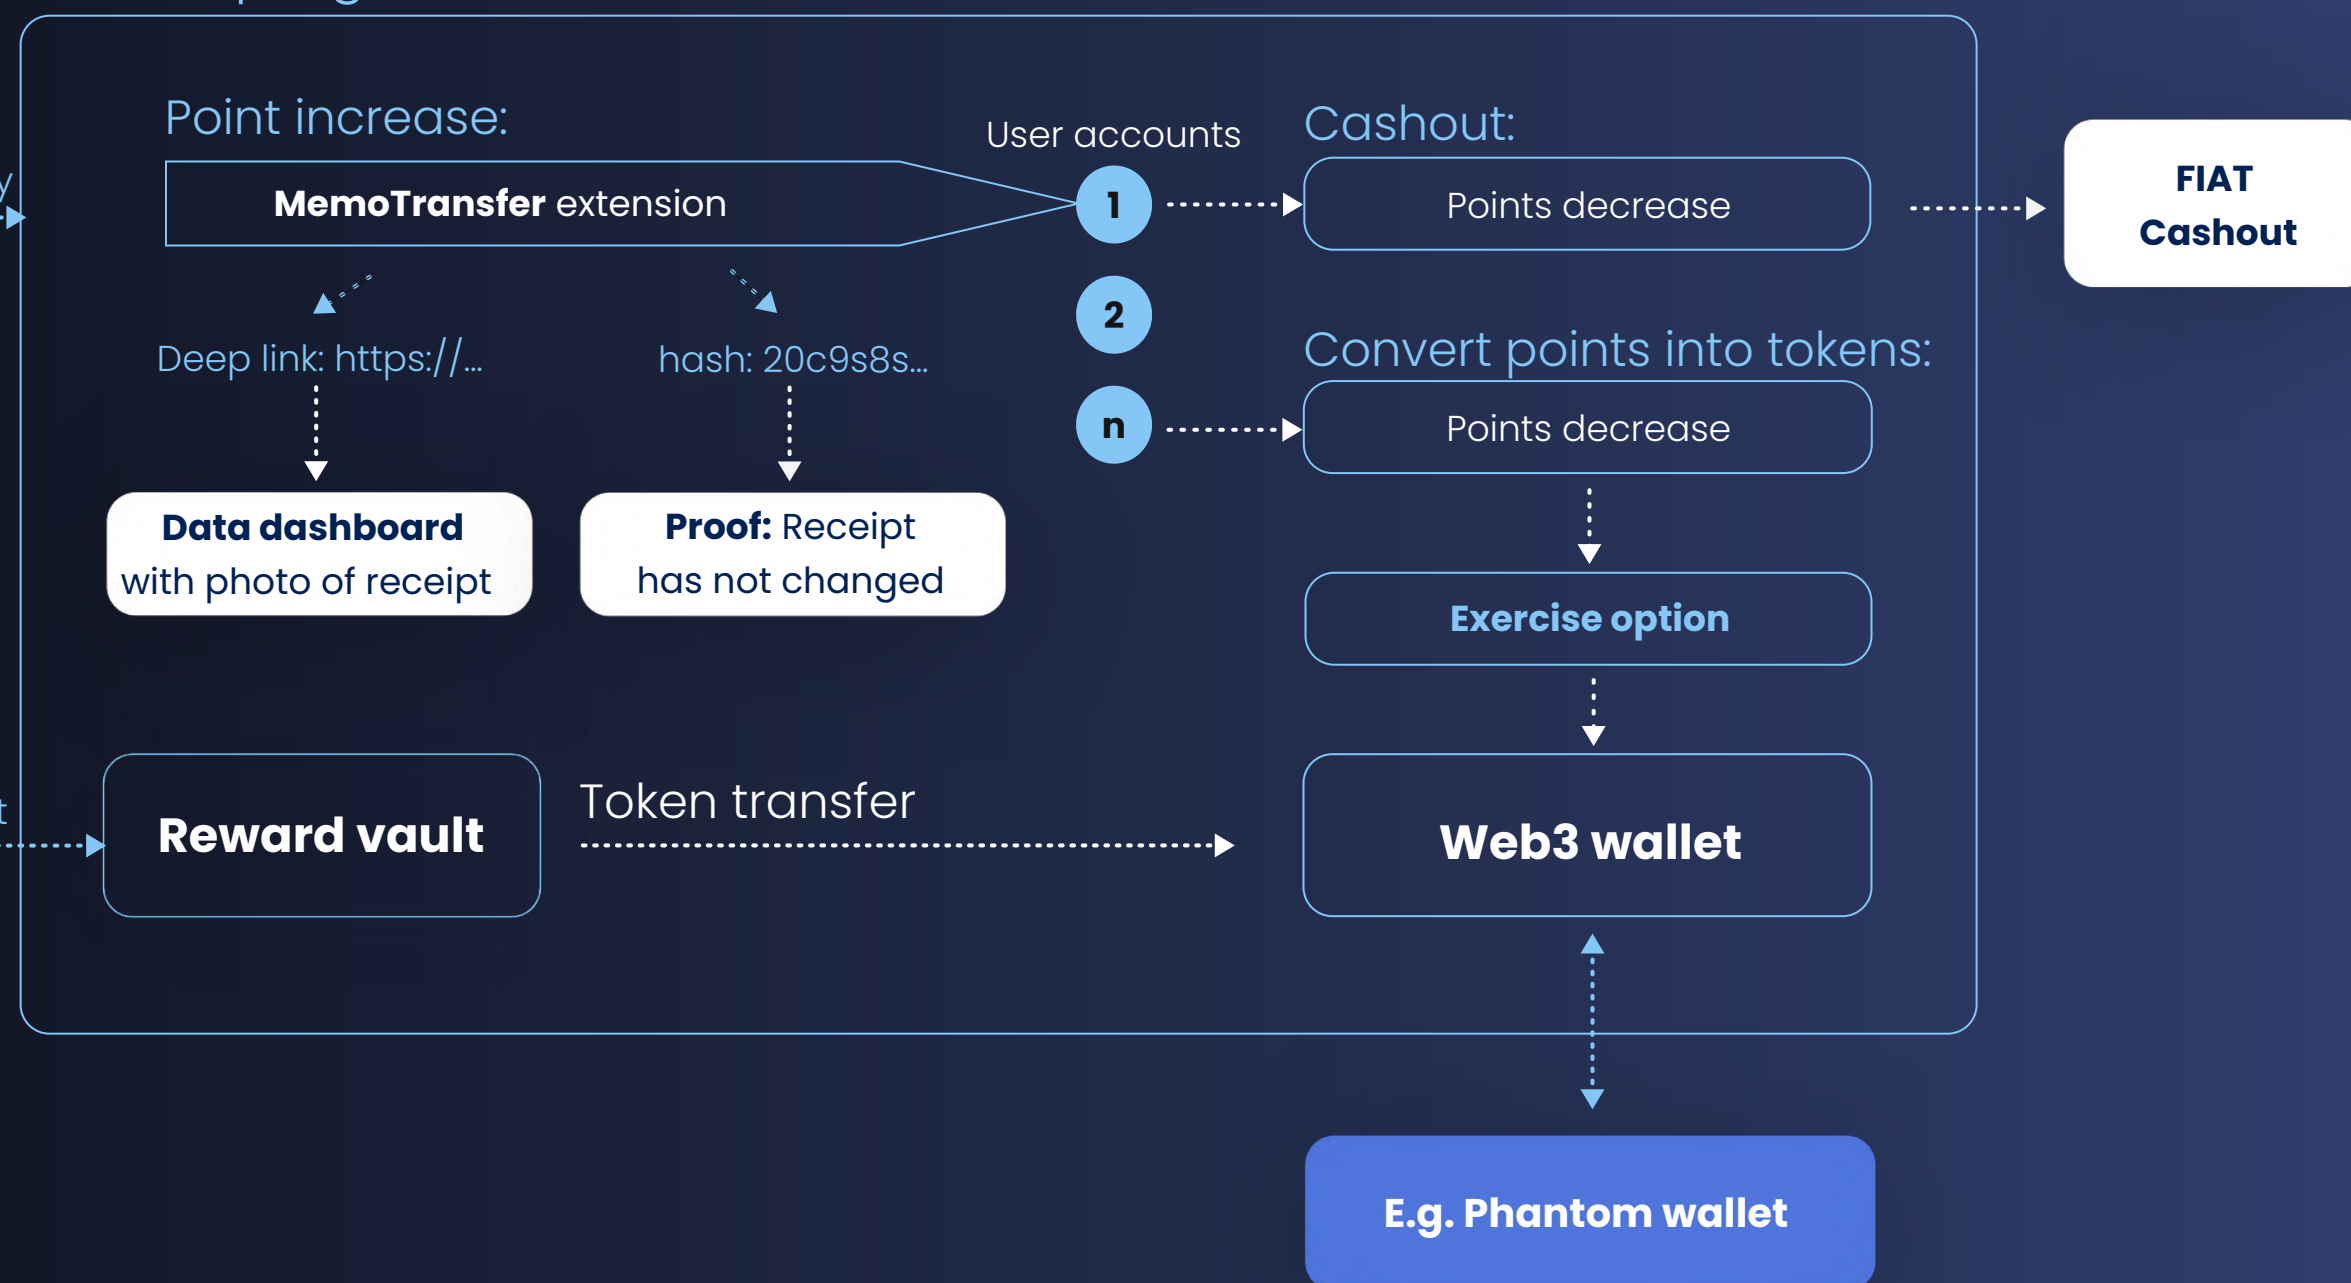 Point increase:
MemoTransfer extension
Deep link: https://...
hash: 20c9s8s...
Data dashboard
with photo of receipt
Proof: Receipt
has not changed
User accounts
1
2
n
Cashout:
Points decrease
FIAT
Cashout
Convert points into tokens:
Points decrease
Exercise option
Reward vault
Token transfer
Web3 wallet
E.g. Phantom wallet